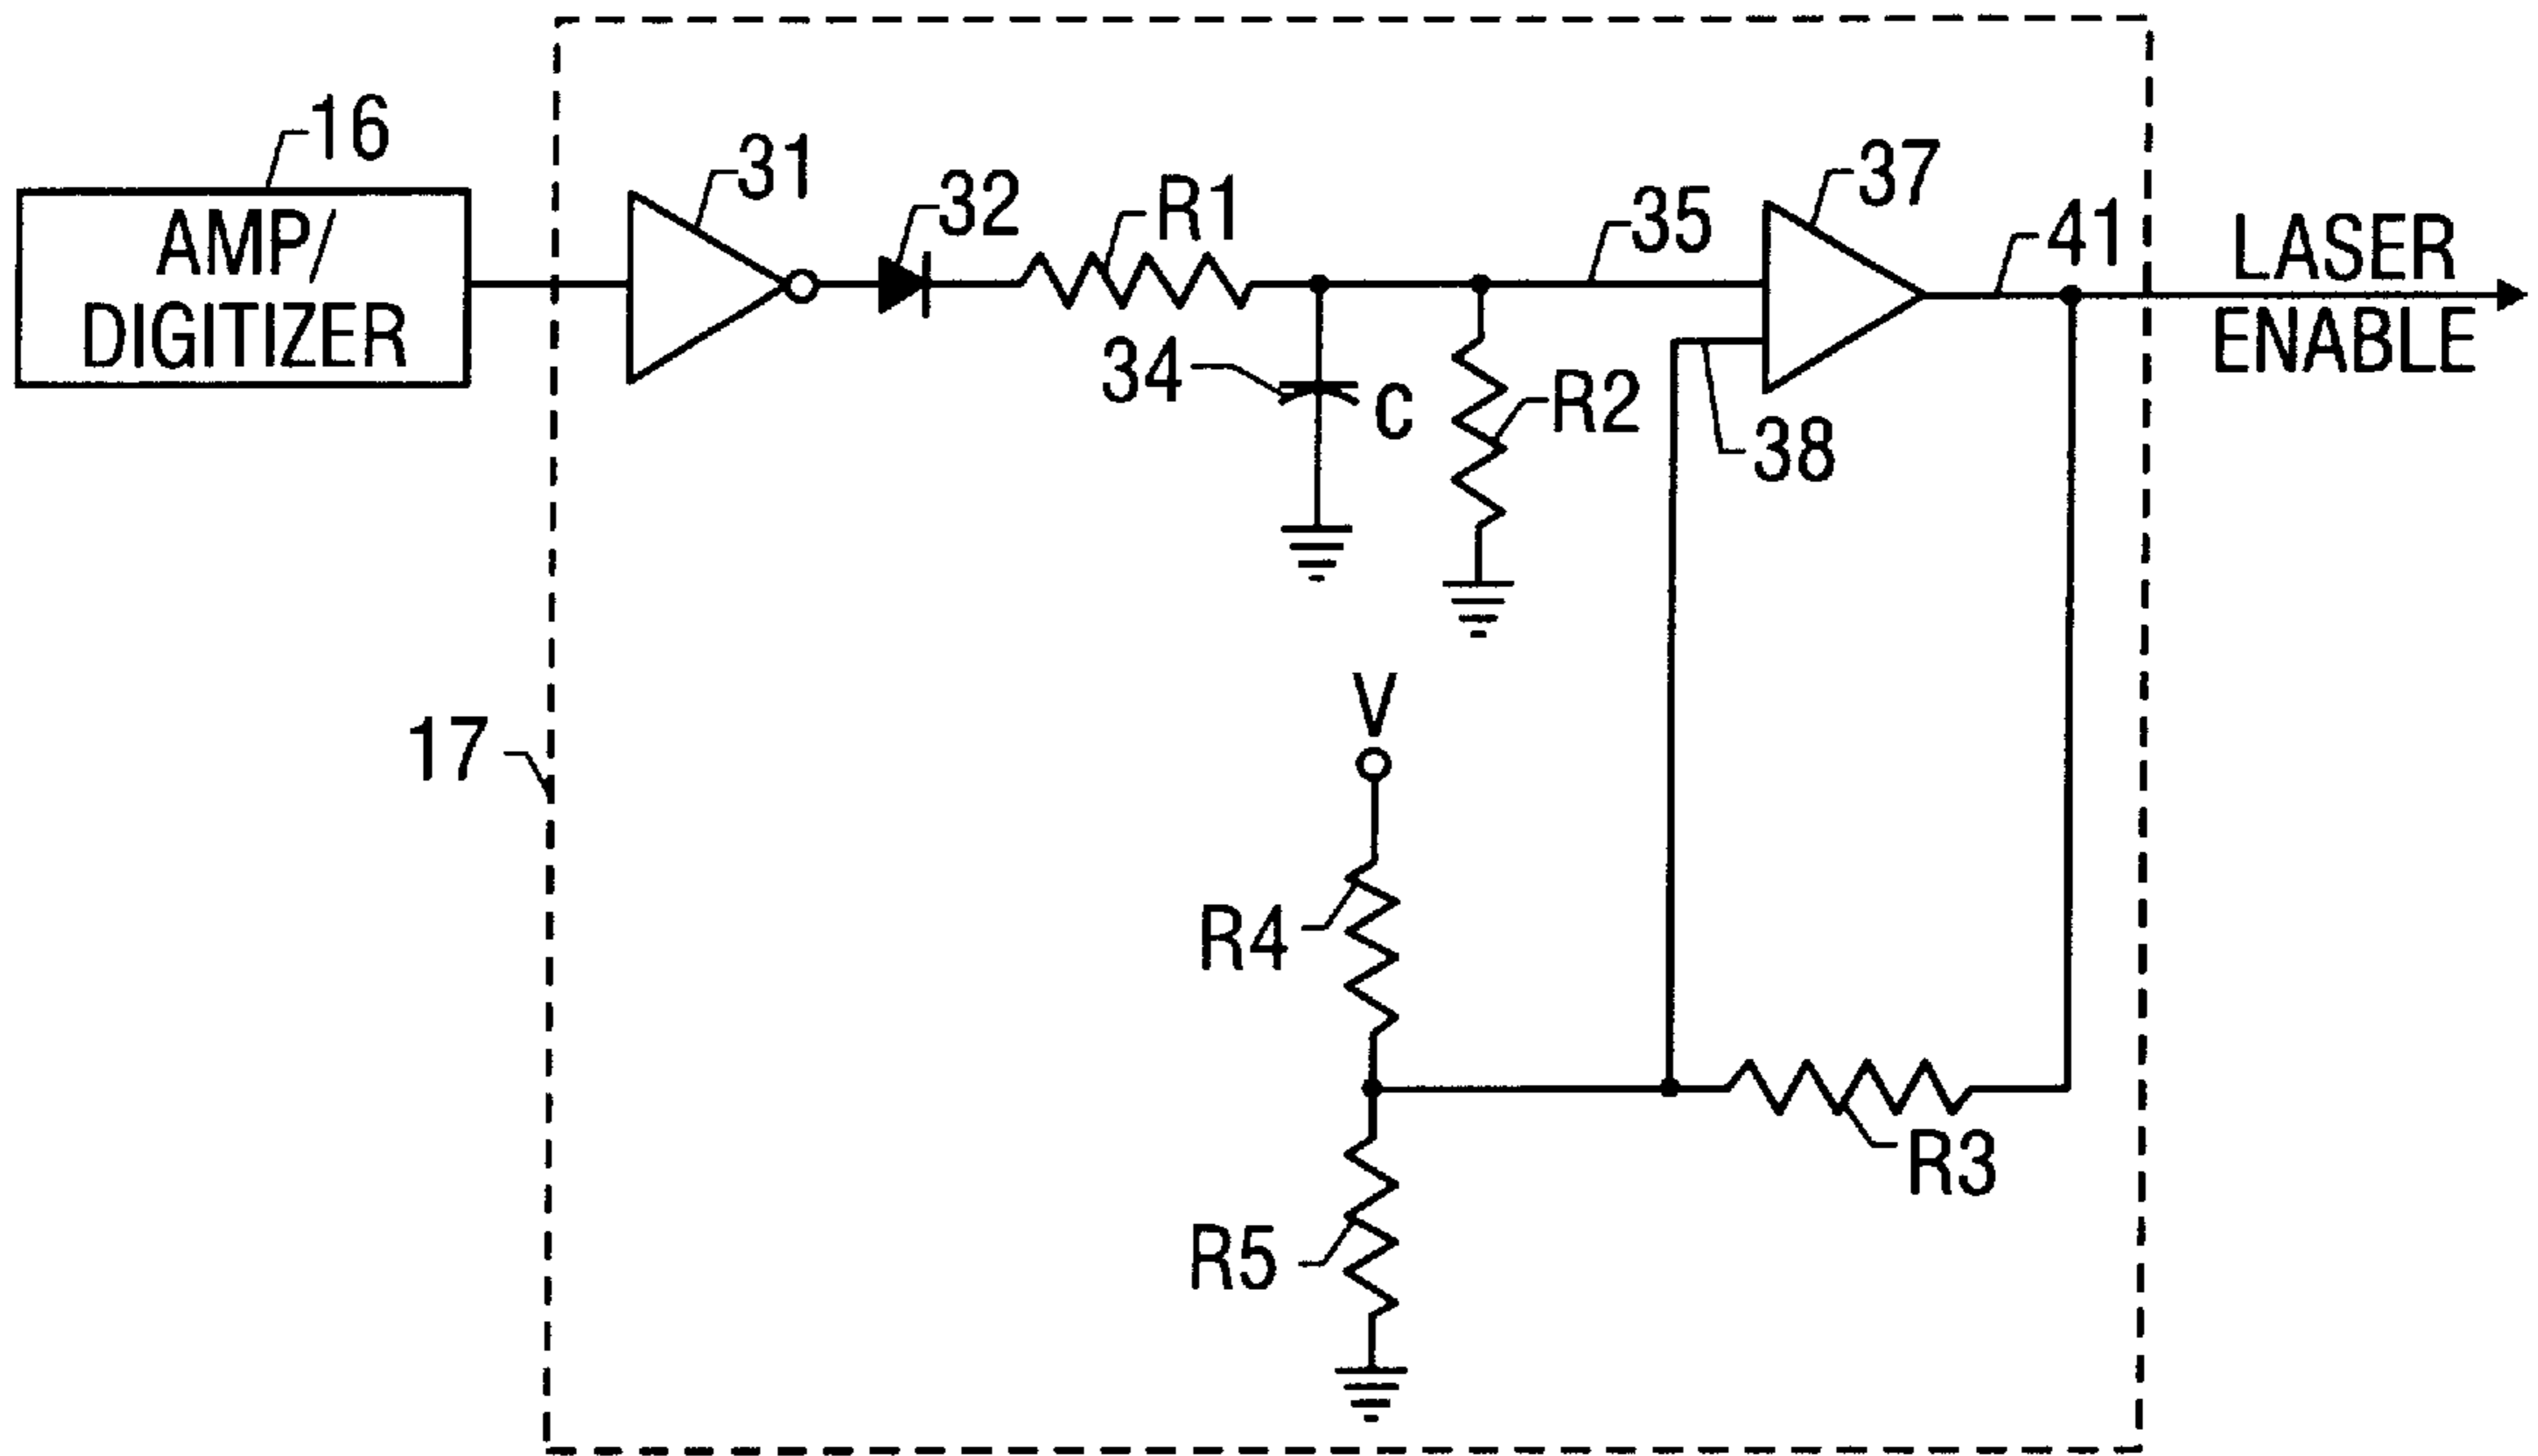 16
AMP/
DIGITIZER
31
32
R1
35
37
41
LASER
ENABLE
34
C
R2
38
17
V
R4
R3
R5